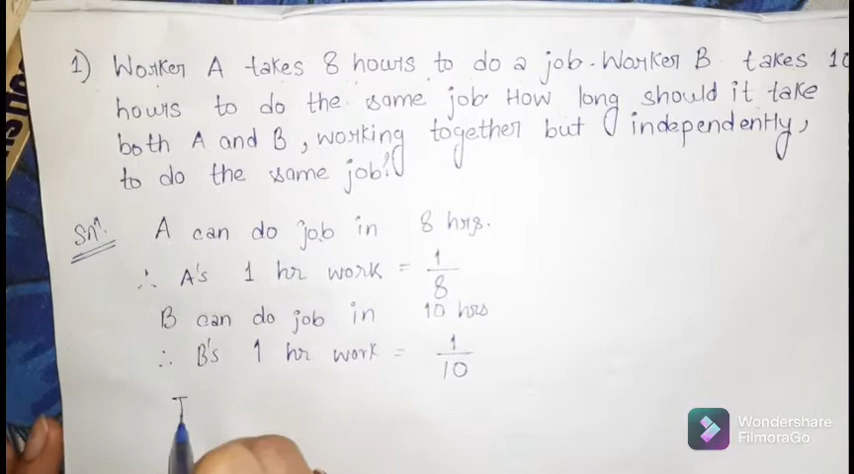 1) Worker A takes 8 hours to do a job. Worker B takes 10
hours to do the same job. How long should it take
both A and B, working together but independently,
to do the same job?
Sn.
A can do job in 8 hrs.
∴ A's 1 hr work = 1/8
B can do job in 10 hrs
∴ B's 1 hr work = 1/10
T
Wondershare
FilmoraGo